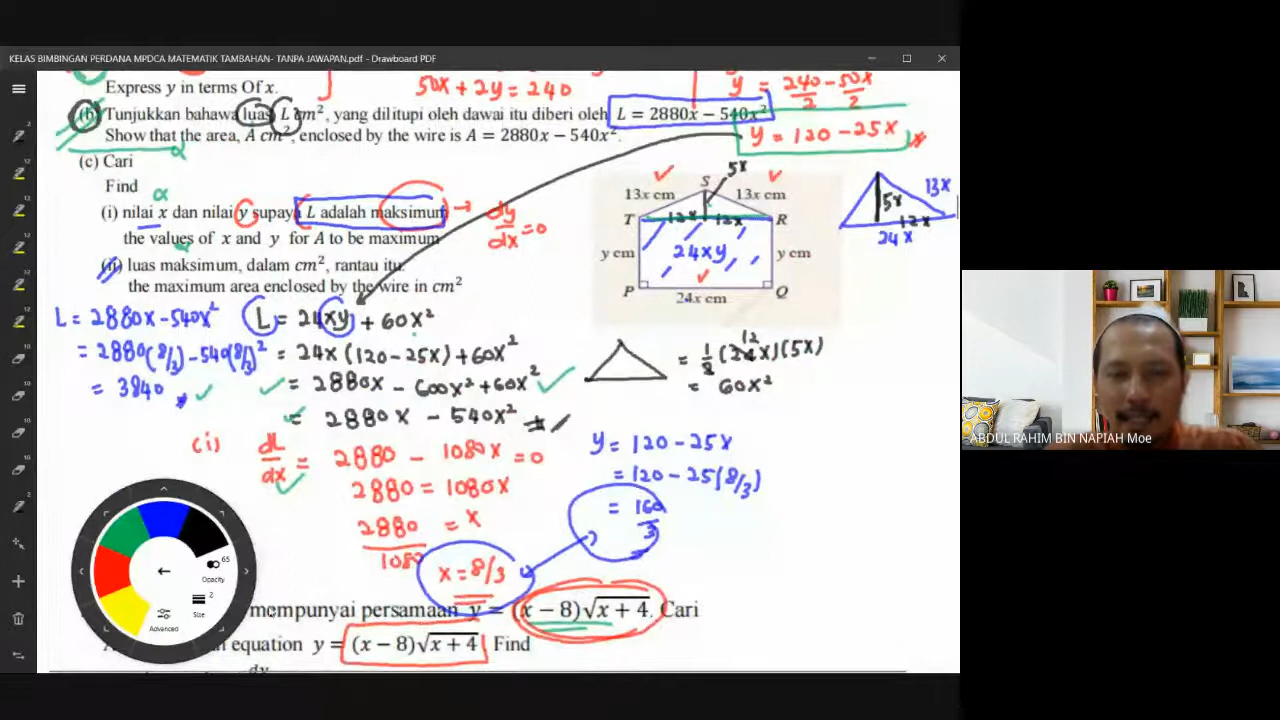 KELAS BIMBINGAN PERDANA MPDCA MATEMATIK TAMBAHAN- TANPA JAWAPAN.pdf - Drawboard PDF
Express y in terms Of x.
50x + 2y = 240
y = 240/2 - 50x/2
(b) Tunjukkan bahawa luas, L cm², yang dilitupi oleh dawai itu diberi oleh L = 2880x − 540x²
Show that the area, A cm², enclosed by the wire is A = 2880x − 540x².
y = 120 - 25x
(c) Cari
Find
(i) nilai x dan nilai y supaya L adalah maksimum
dy/dx = 0
the values of x and y for A to be maximum
(ii) luas maksimum, dalam cm², rantau itu.
the maximum area enclosed by the wire in cm²
5x
S
13x cm 13x cm
T 12x 12x R
y cm 24xy y cm
P Q
24x cm
13x
5x
12x
24x
L = 2880x - 540x²
= 2880(8/3) - 540(8/3)²
= 3840
L = 24xy + 60x²
= 24x(120 - 25x) + 60x²
= 2880x - 600x² + 60x²
= 2880x - 540x²
= 1/2 (24x)(5x)
12
= 60x²
(i) dL/dx = 2880 - 1080x = 0
2880 = 1080x
2880/1080 = x
x = 8/3
y = 120 - 25x
= 120 - 25(8/3)
= 160/3
mempunyai persamaan y = (x − 8)√x + 4. Cari
equation y = (x − 8)√x + 4 Find
dy
65
Opacity
2
Size
Advanced
ABDUL RAHIM BIN NAPIAH Moe